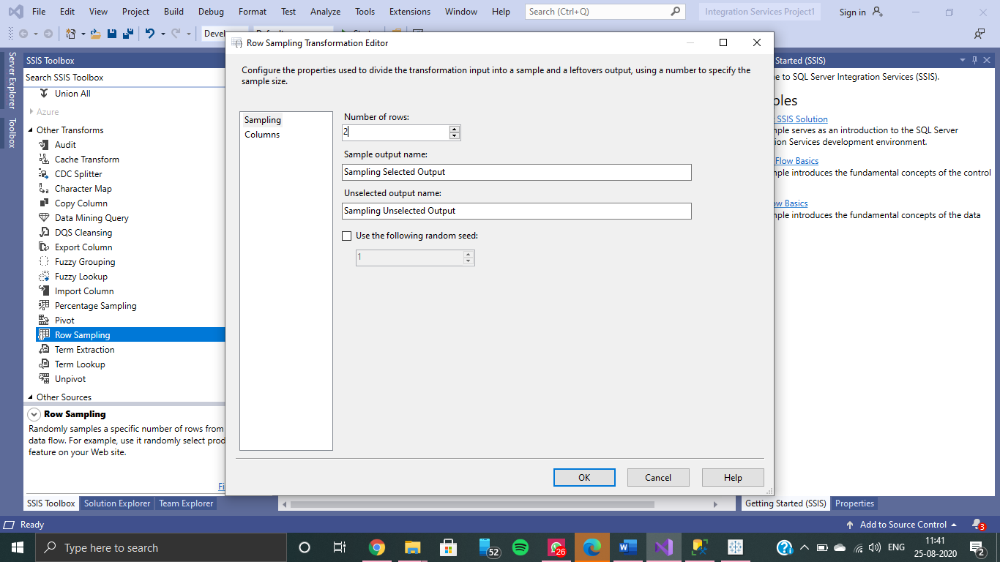 File Edit View Project Build Debug Format Test Analyze Tools Extensions Window Help Search (Ctrl+Q) Integration Services Project1 Sign in
Row Sampling Transformation Editor
Configure the properties used to divide the transformation input into a sample and a leftovers output, using a number to specify the
sample size.
Sampling
Columns
Number of rows:
2
Sample output name:
Sampling Selected Output
Unselected output name:
Sampling Unselected Output
Use the following random seed:
1
OK Cancel Help
Server Explorer
Toolbox
SSIS Toolbox
Search SSIS Toolbox
Union All
Azure
Other Transforms
Audit
Cache Transform
CDC Splitter
Character Map
Copy Column
Data Mining Query
DQS Cleansing
Export Column
Fuzzy Grouping
Fuzzy Lookup
Import Column
Percentage Sampling
Pivot
Row Sampling
Term Extraction
Term Lookup
Unpivot
Other Sources
Row Sampling
Randomly samples a specific number of rows from
data flow. For example, use it randomly select prod
feature on your Web site.
SSIS Toolbox Solution Explorer Team Explorer
Started (SSIS)
e to SQL Server Integration Services (SSIS).
ples
SSIS Solution
ple serves as an introduction to the SQL Server
ion Services development environment.
Flow Basics
ple introduces the fundamental concepts of the control
ow Basics
ple introduces the fundamental concepts of the data
Getting Started (SSIS) Properties
Ready
Add to Source Control
3
Type here to search
52
26
ENG
11:41
25-08-2020
2